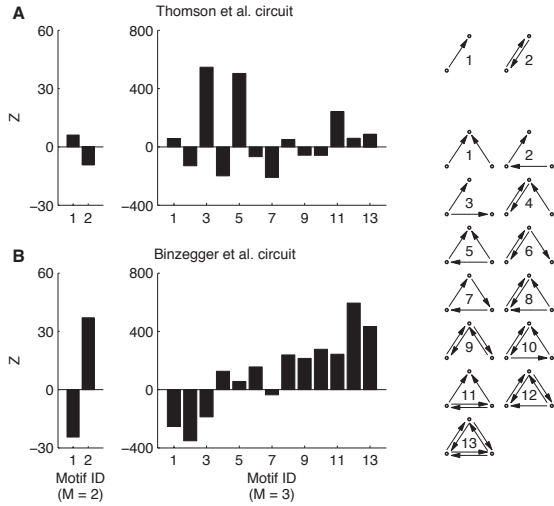 A
Thomson et al. circuit
60
30
0
−30
Z
1 2
800
400
0
−400
1 3 5 7 9 11 13
B
Binzegger et al. circuit
60
30
0
−30
Z
1 2
Motif ID
(M = 2)
800
400
0
−400
1 3 5 7 9 11 13
Motif ID
(M = 3)
1 2
1 2
3 4
5 6
7 8
9 10
11 12
13